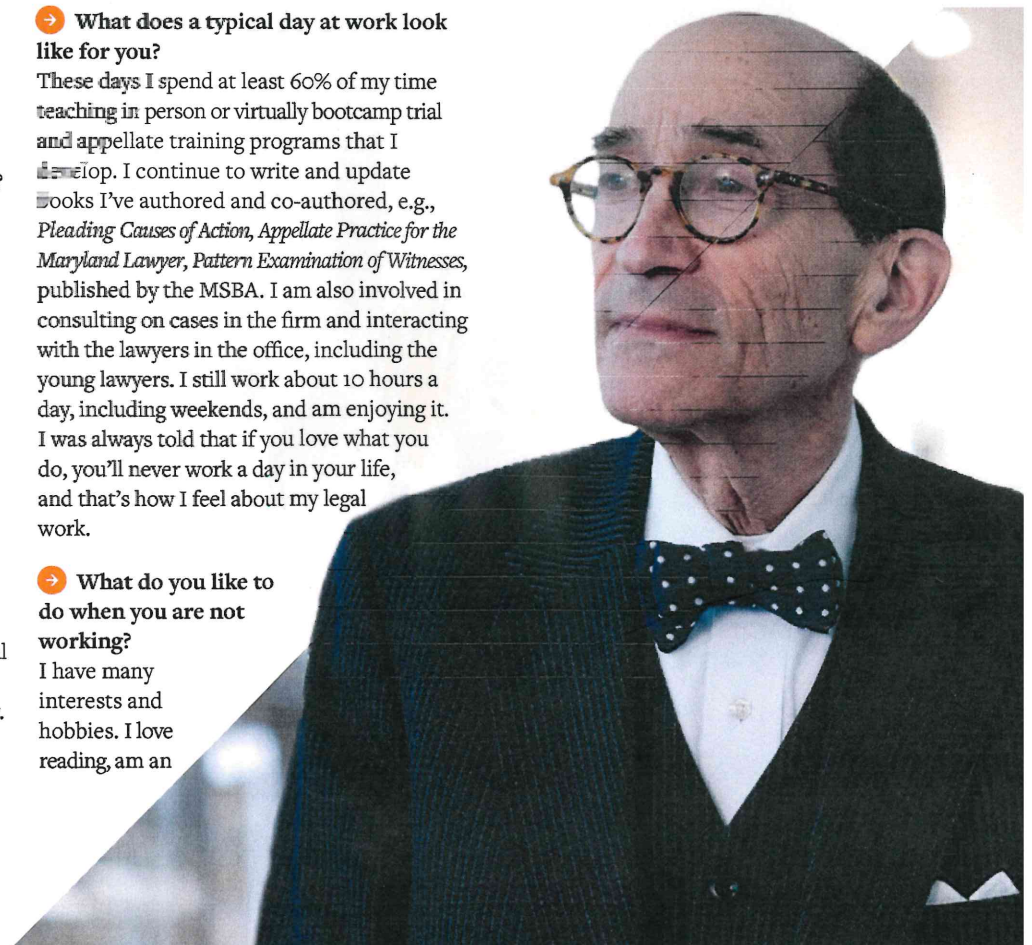 What does a typical day at work look
like for you?
These days I spend at least 60% of my time
teaching in person or virtually bootcamp trial
and appellate training programs that I
develop. I continue to write and update
books I've authored and co-authored, e.g.,
Pleading Causes of Action, Appellate Practice for the
Maryland Lawyer, Pattern Examination of Witnesses,
published by the MSBA. I am also involved in
consulting on cases in the firm and interacting
with the lawyers in the office, including the
young lawyers. I still work about 10 hours a
day, including weekends, and am enjoying it.
I was always told that if you love what you
do, you'll never work a day in your life,
and that's how I feel about my legal
work.
What do you like to
do when you are not
working?
I have many
interests and
hobbies. I love
reading, am an